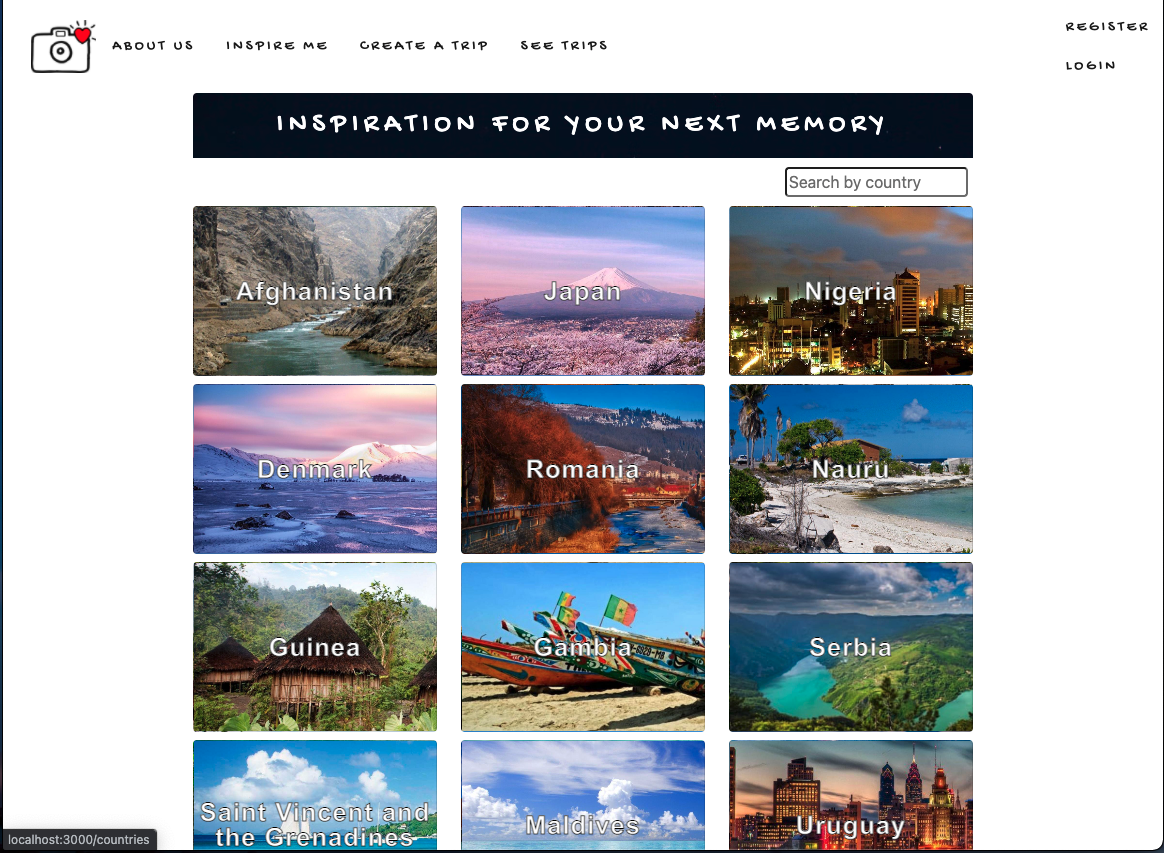 ABOUT US
INSPIRE ME
CREATE A TRIP
SEE TRIPS
REGISTER
LOGIN
INSPIRATION FOR YOUR NEXT MEMORY
Search by country
Afghanistan
Japan
Nigeria
Denmark
Romania
Nauru
Guinea
Gambia
Serbia
Saint Vincent and
the Grenadines
Maldives
Uruguay
localhost:3000/countries